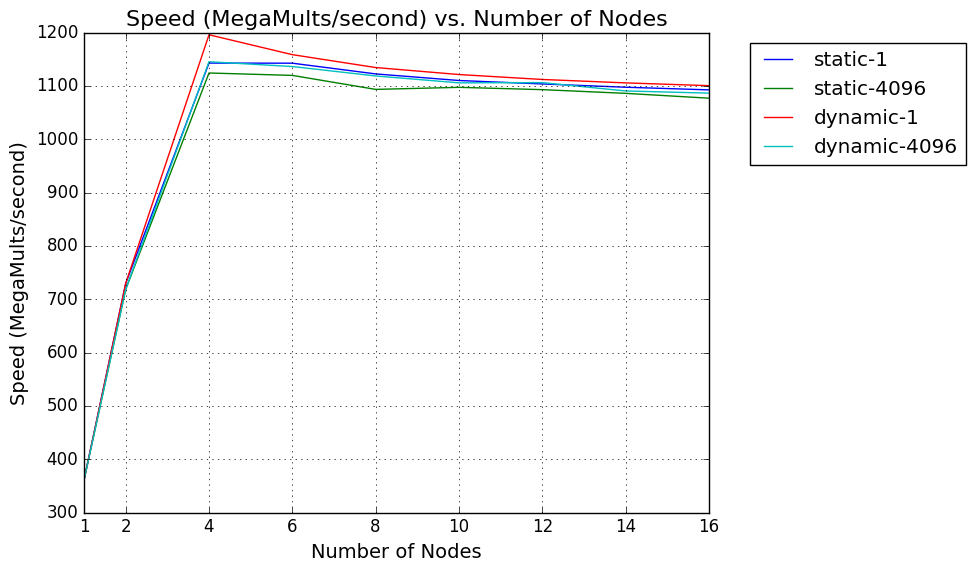 Speed (MegaMults/second) vs. Number of Nodes
1200
1100
1000
900
800
700
600
500
400
300
Speed (MegaMults/second)
1 2 4 6 8 10 12 14 16
Number of Nodes
static-1
static-4096
dynamic-1
dynamic-4096